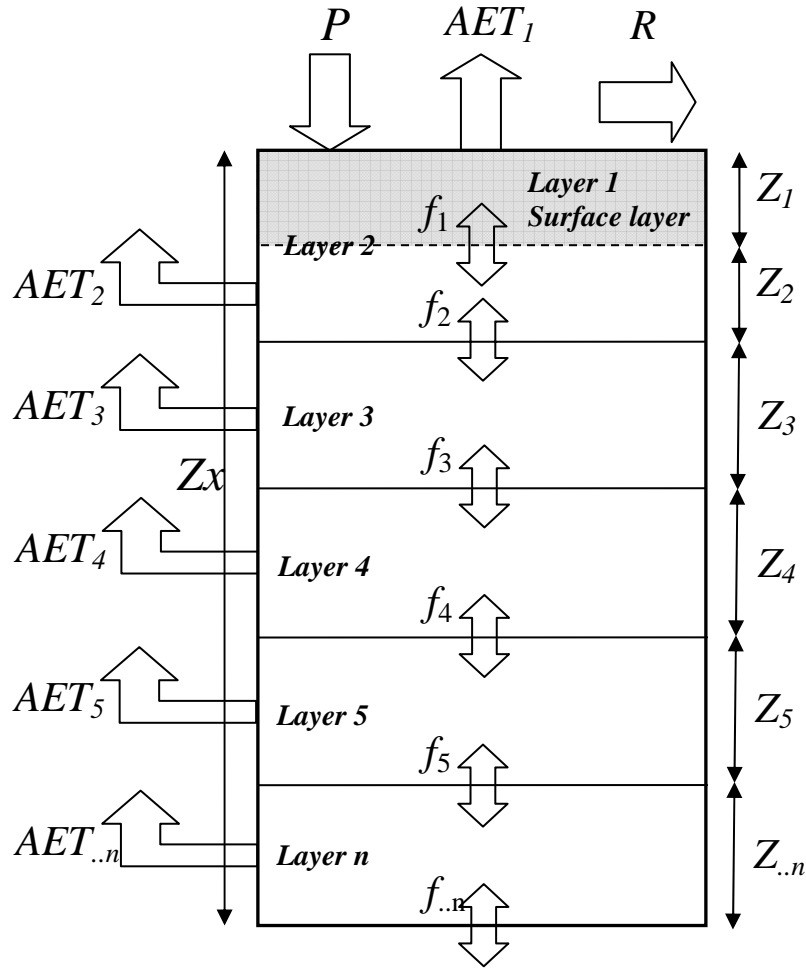 P
AET1
R
Layer 1
Surface layer
Z1
f1
Layer 2
AET2
Z2
f2
AET3
Layer 3
Z3
Zx
f3
AET4
Layer 4
Z4
f4
AET5
Layer 5
Z5
f5
AET..n
Layer n
Z..n
f..n